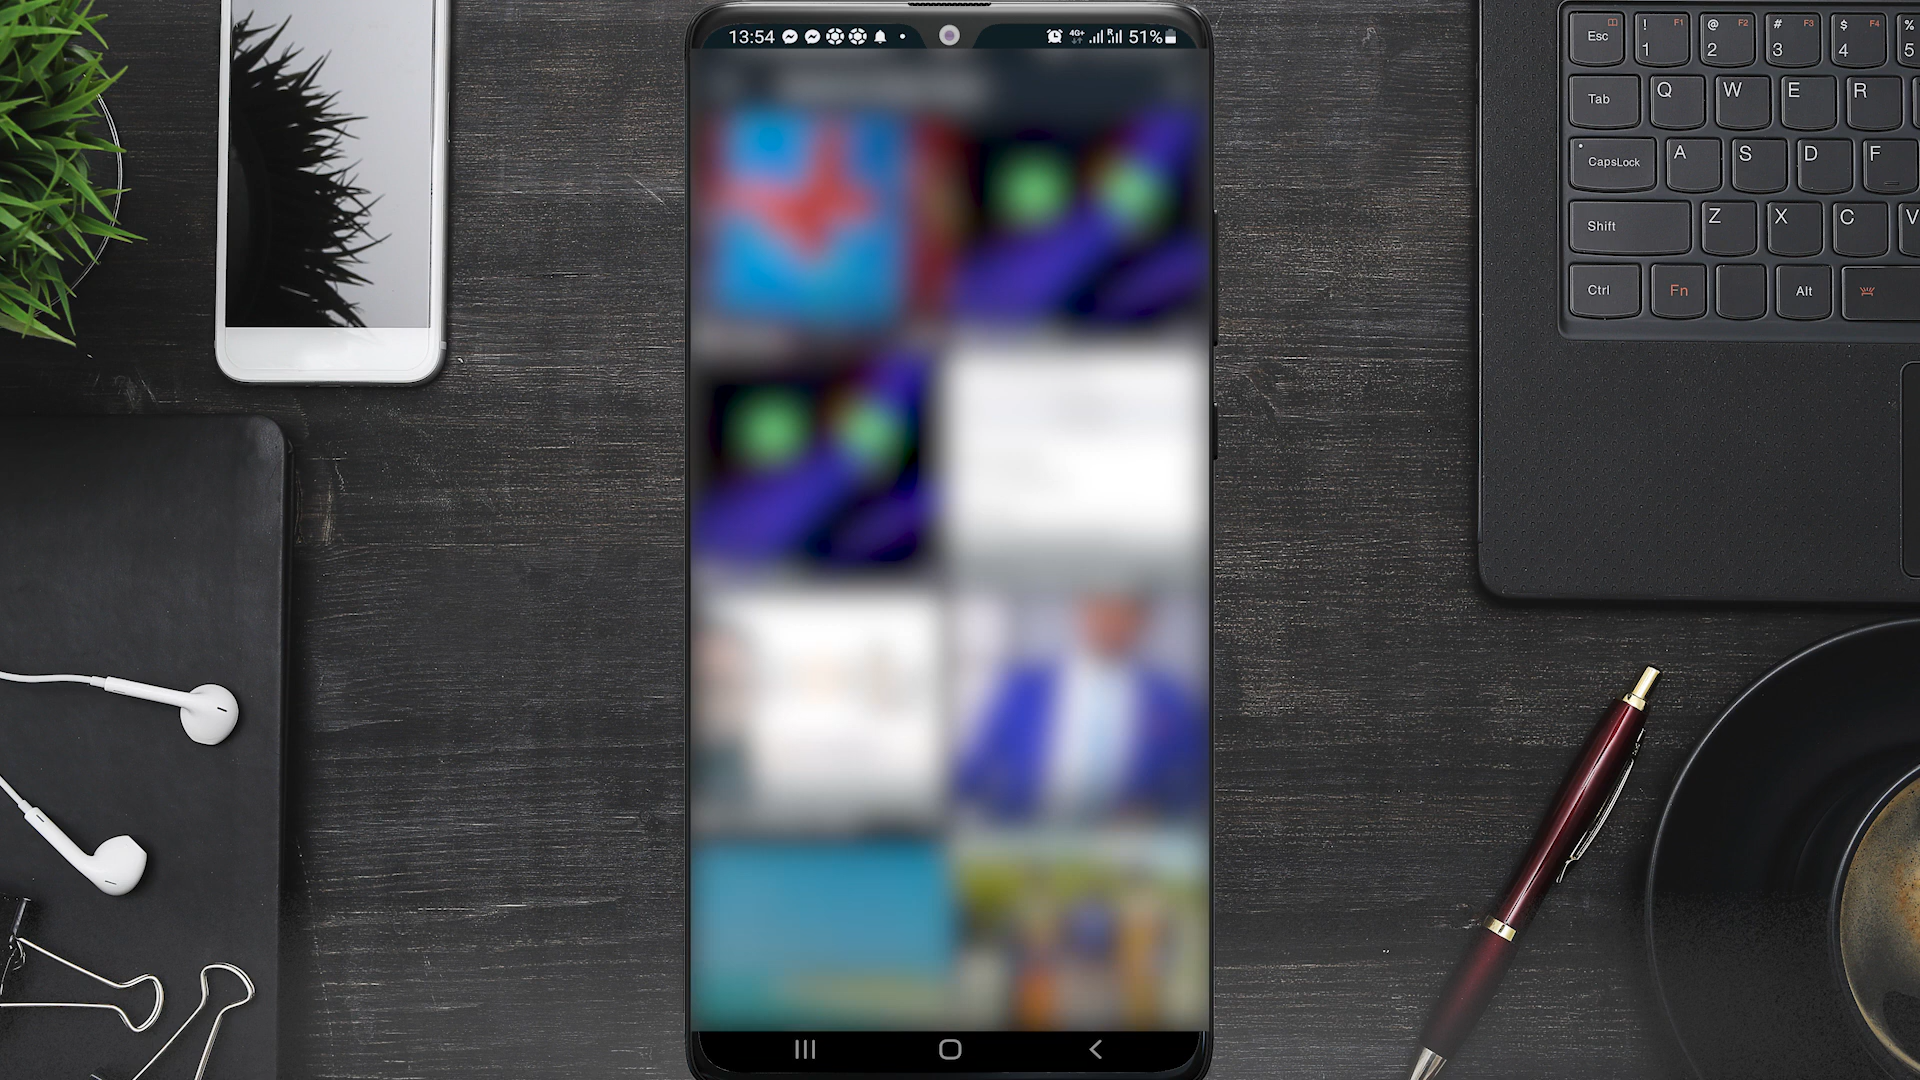 13:54 4G+ R 51%
Esc ! 1 F1 @ 2 F2 # 3 F3 $ 4 F4 % 5
Tab Q W E R
CapsLock A S D F
Shift Z X C V
Ctrl Fn Alt